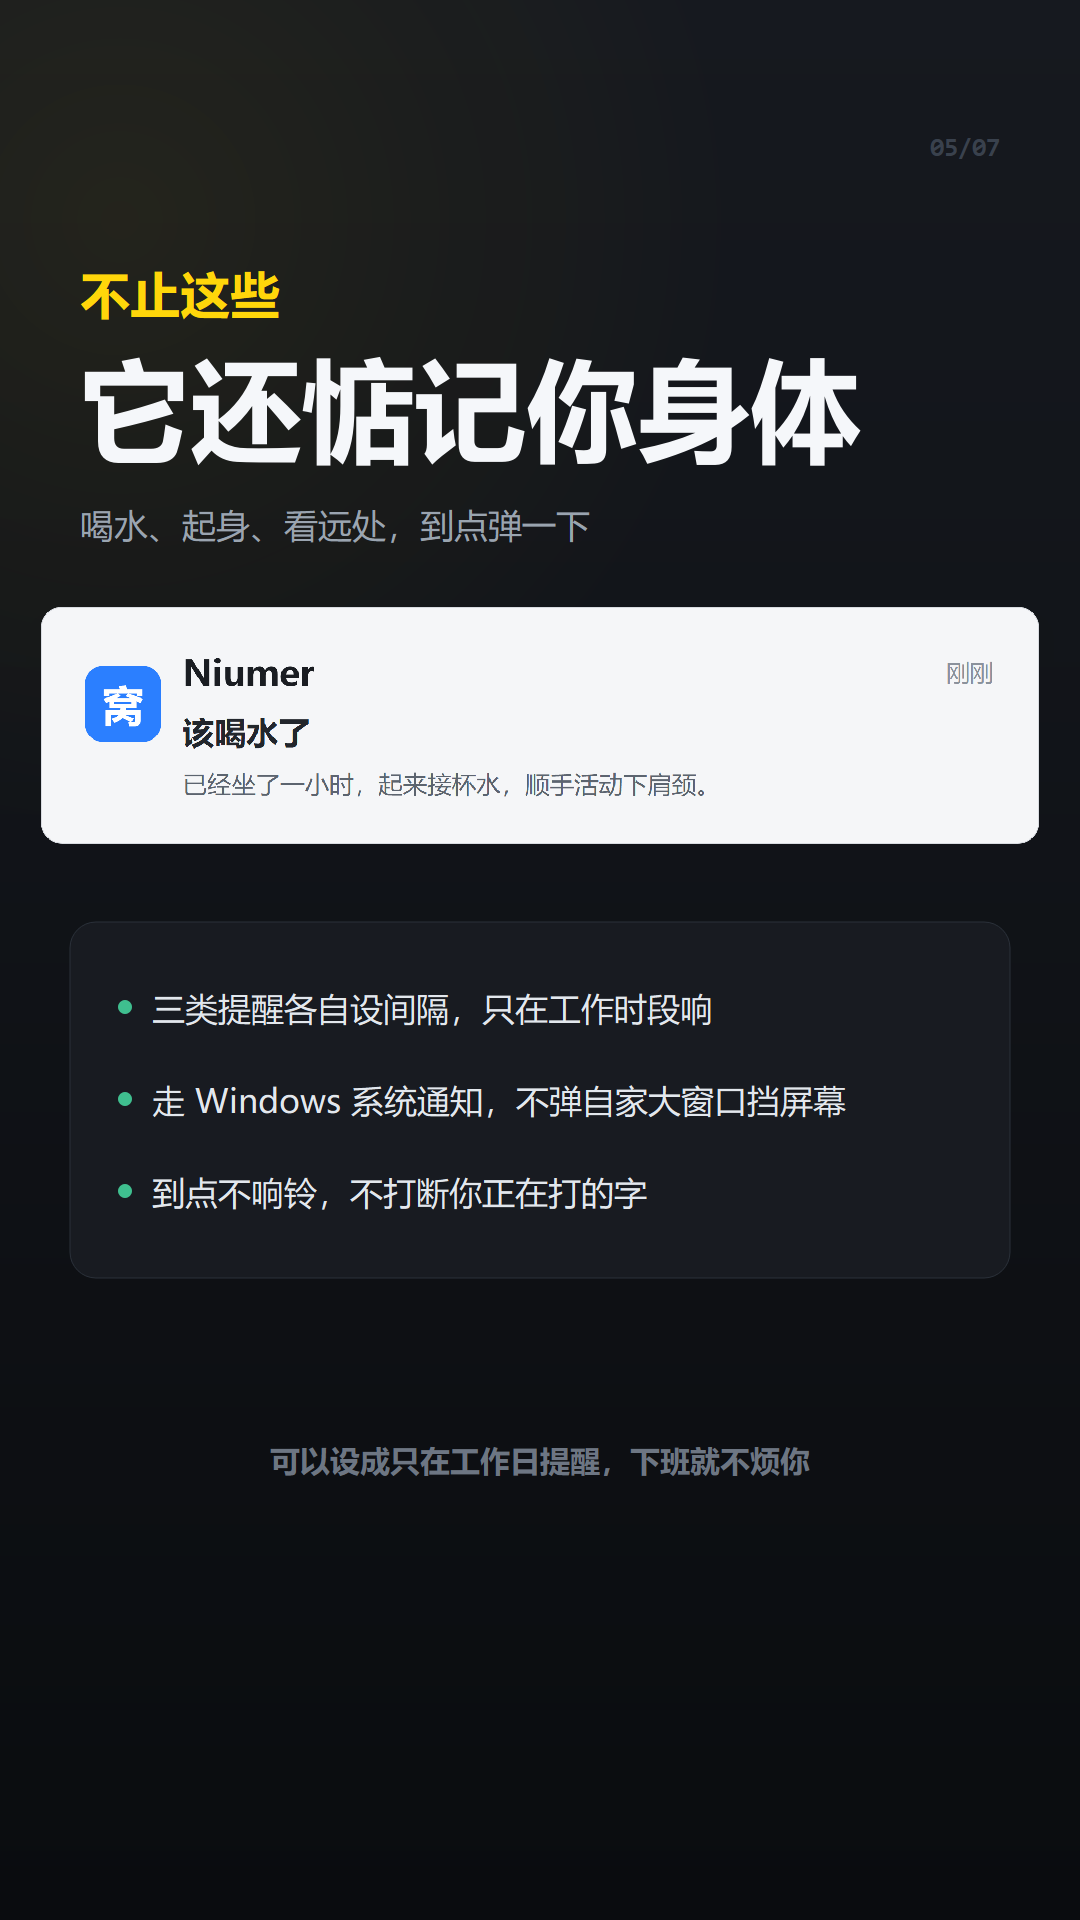 05/07
不止这些
它还惦记你身体
喝水、起身、看远处，到点弹一下
窝
Niumer
刚刚
该喝水了
已经坐了一小时，起来接杯水，顺手活动下肩颈。
三类提醒各自设间隔，只在工作时段响
走 Windows 系统通知，不弹自家大窗口挡屏幕
到点不响铃，不打断你正在打的字
可以设成只在工作日提醒，下班就不烦你